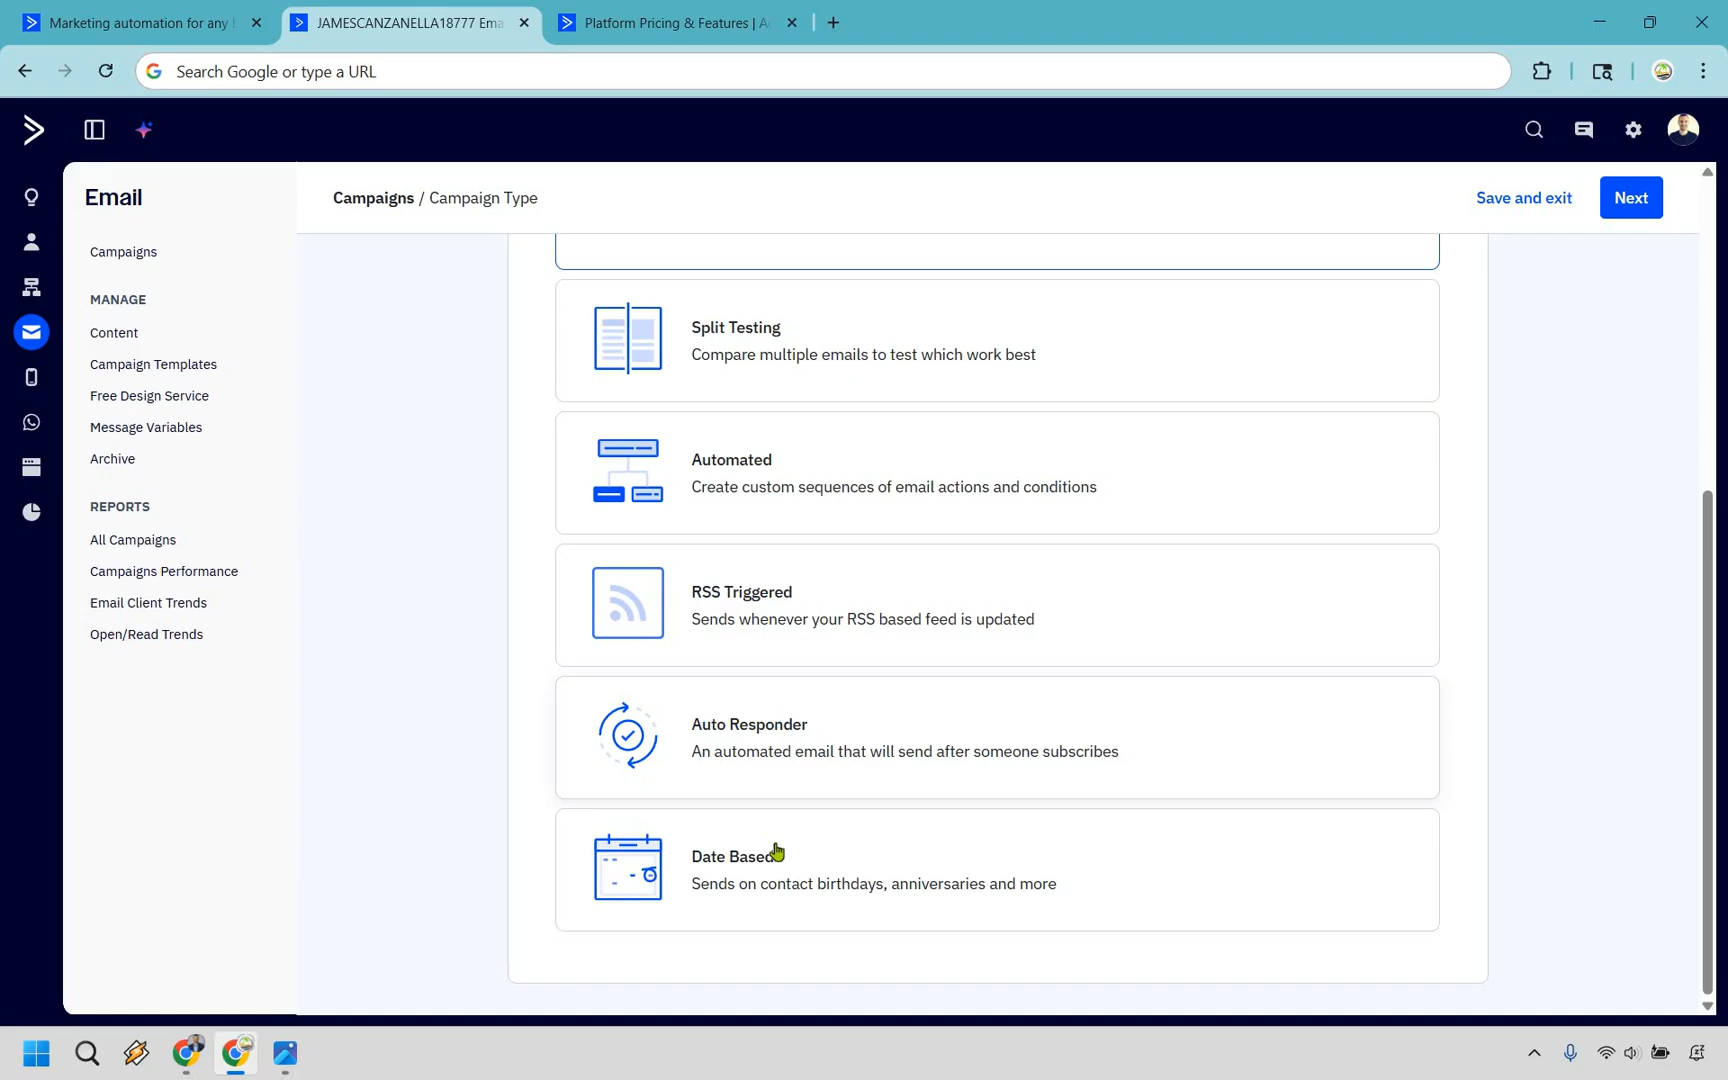 Marketing automation for any
JAMESCANZANELLA18777 Ema
Platform Pricing & Features | A
Search Google or type a URL
Email
Campaigns / Campaign Type
Save and exit
Next
Campaigns
MANAGE
Content
Campaign Templates
Free Design Service
Message Variables
Archive
REPORTS
All Campaigns
Campaigns Performance
Email Client Trends
Open/Read Trends
Split Testing
Compare multiple emails to test which work best
Automated
Create custom sequences of email actions and conditions
RSS Triggered
Sends whenever your RSS based feed is updated
Auto Responder
An automated email that will send after someone subscribes
Date Based
Sends on contact birthdays, anniversaries and more